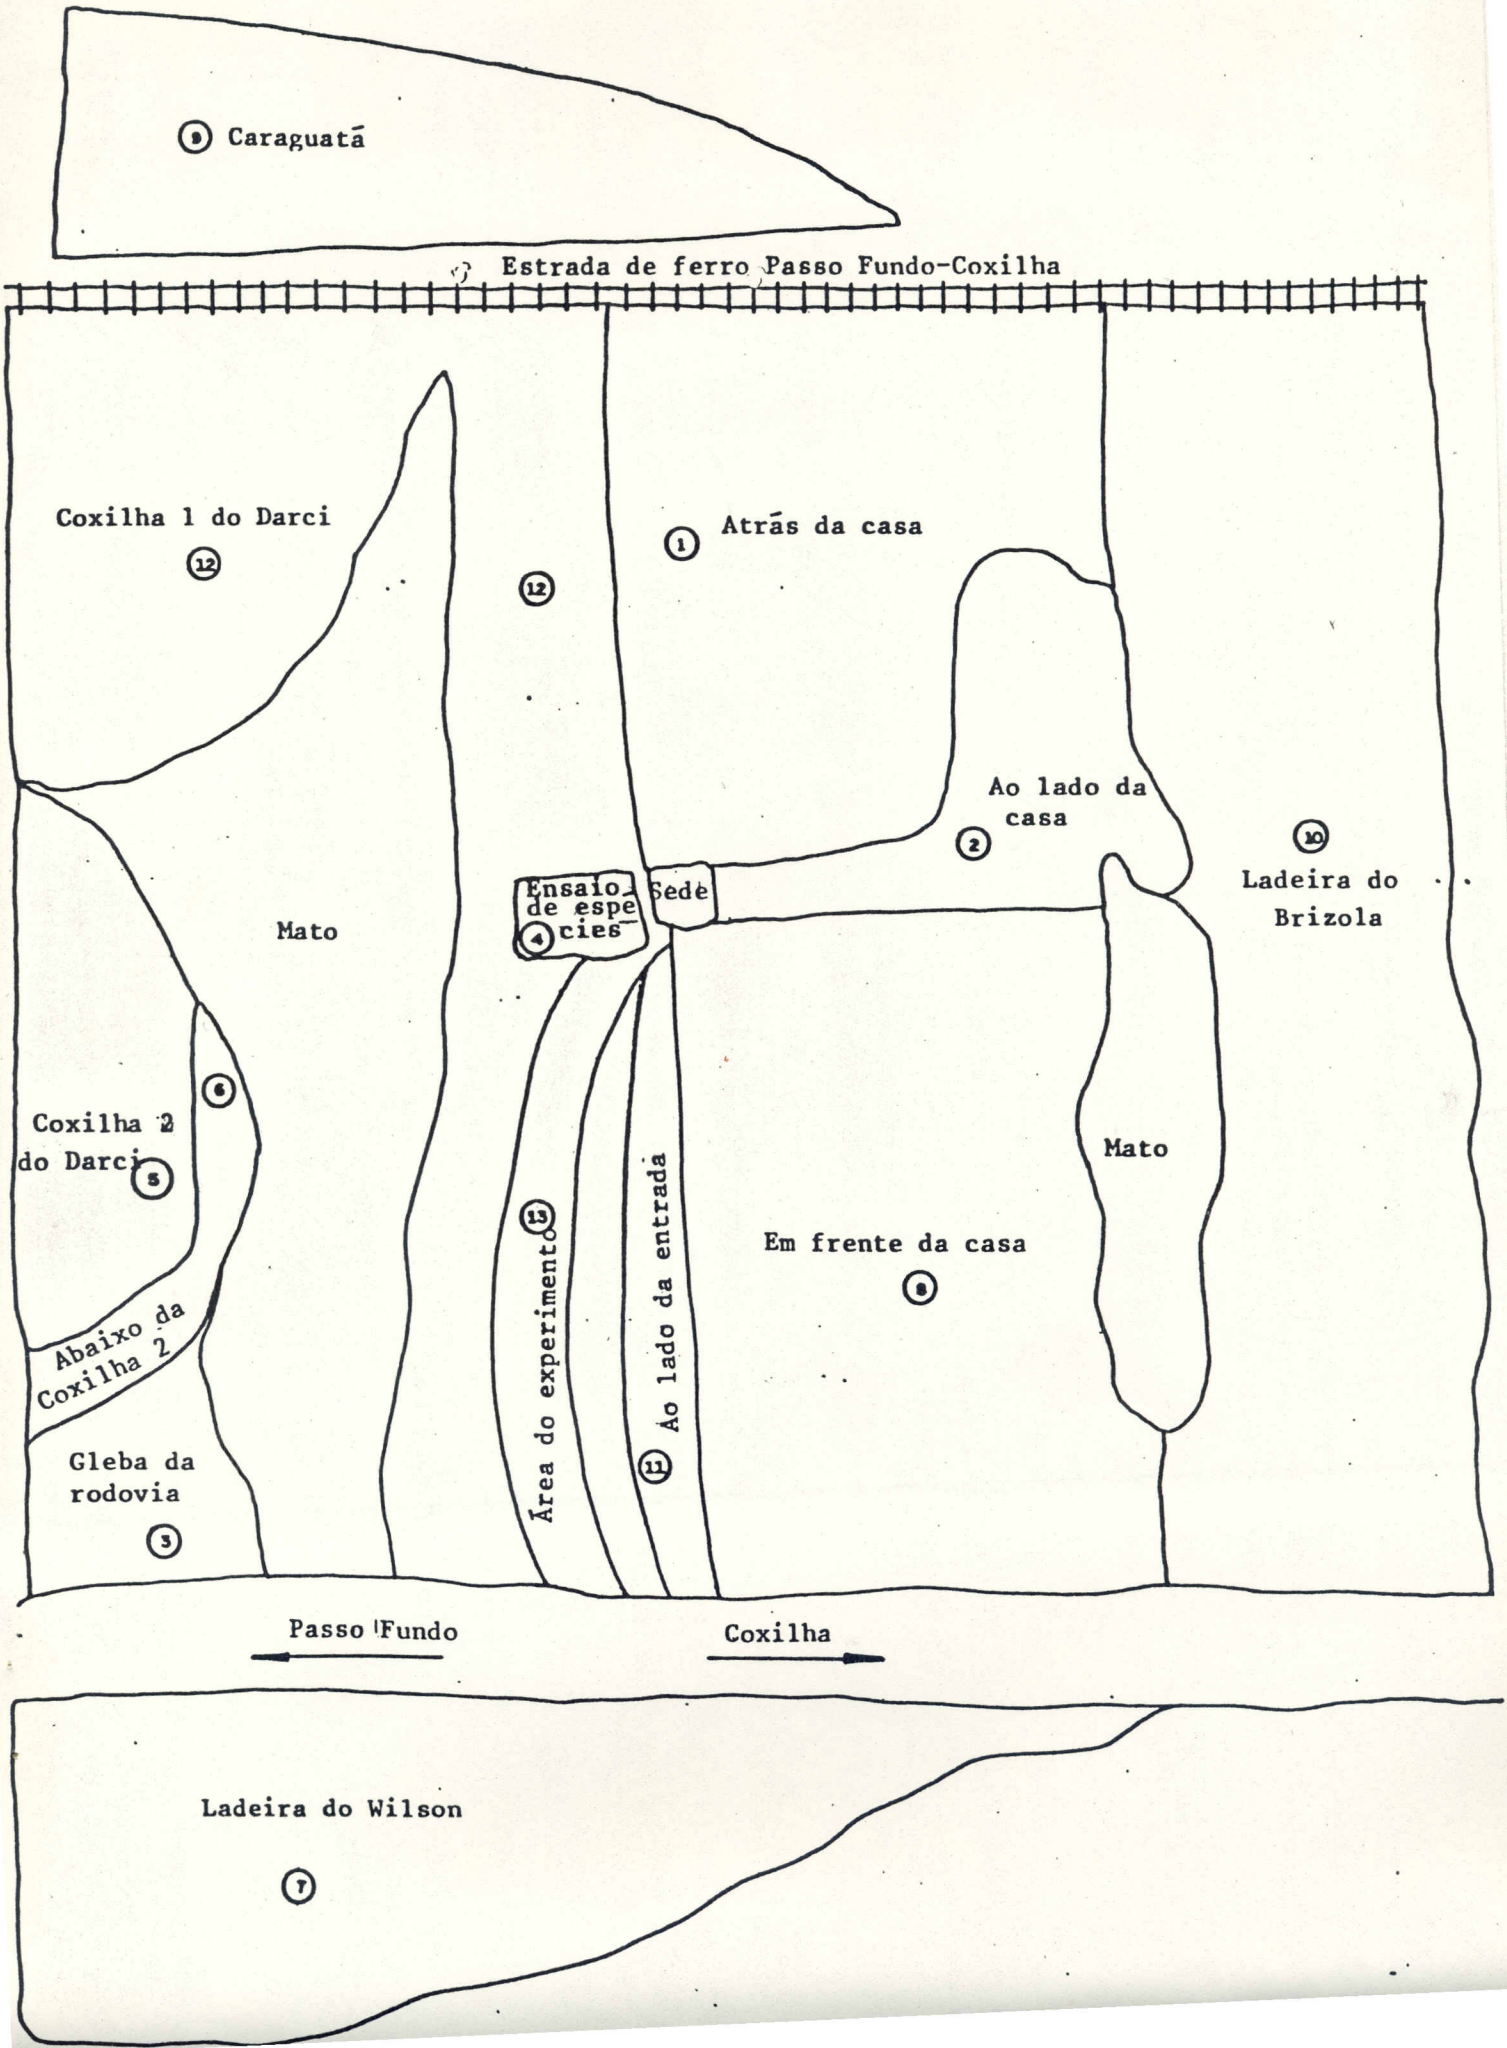 9 Caraguatá
Estrada de ferro Passo Fundo-Coxilha
Coxilha 1 do Darci
12
12
1 Atrás da casa
Ao lado da
casa
2
10
Ladeira do
Brizola
Ensaio
de espé
cies
4
Sede
Mato
6
Coxilha 2
do Darci
5
Mato
13
Área do experimento
Ao lado da entrada
11
Em frente da casa
8
Abaixo da
Coxilha 2
Gleba da
rodovia
3
Passo Fundo
Coxilha
Ladeira do Wilson
7